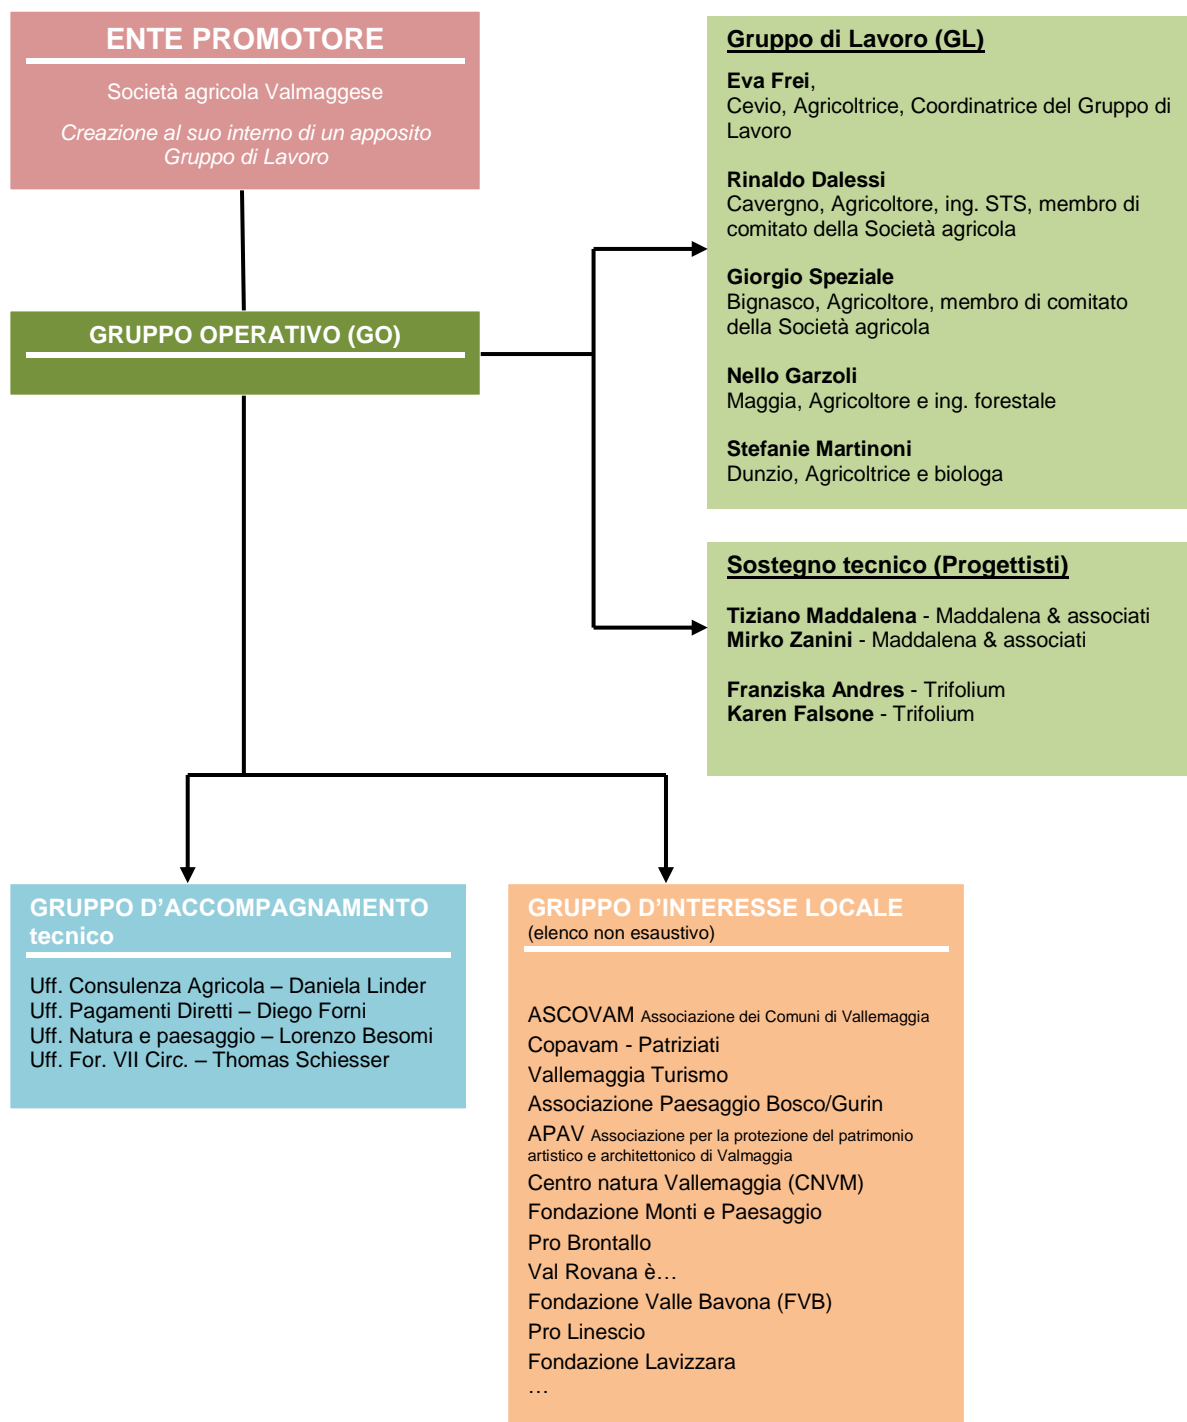 ENTE PROMOTORE
Società agricola Valmaggese
Creazione al suo interno di un apposito
Gruppo di Lavoro
GRUPPO OPERATIVO (GO)
Gruppo di Lavoro (GL)
Eva Frei,
Cevio, Agricoltrice, Coordinatrice del Gruppo di
Lavoro
Rinaldo Dalessi
Cavergno, Agricoltore, ing. STS, membro di
comitato della Società agricola
Giorgio Speziale
Bignasco, Agricoltore, membro di comitato
della Società agricola
Nello Garzoli
Maggia, Agricoltore e ing. forestale
Stefanie Martinoni
Dunzio, Agricoltrice e biologa
Sostegno tecnico (Progettisti)
Tiziano Maddalena - Maddalena & associati
Mirko Zanini - Maddalena & associati
Franziska Andres - Trifolium
Karen Falsone - Trifolium
GRUPPO D’ACCOMPAGNAMENTO
tecnico
Uff. Consulenza Agricola – Daniela Linder
Uff. Pagamenti Diretti – Diego Forni
Uff. Natura e paesaggio – Lorenzo Besomi
Uff. For. VII Circ. – Thomas Schiesser
GRUPPO D’INTERESSE LOCALE
(elenco non esaustivo)
ASCOVAM Associazione dei Comuni di Vallemaggia
Copavam - Patriziati
Vallemaggia Turismo
Associazione Paesaggio Bosco/Gurin
APAV Associazione per la protezione del patrimonio
artistico e architettonico di Valmaggia
Centro natura Vallemaggia (CNVM)
Fondazione Monti e Paesaggio
Pro Brontallo
Val Rovana è…
Fondazione Valle Bavona (FVB)
Pro Linescio
Fondazione Lavizzara
…